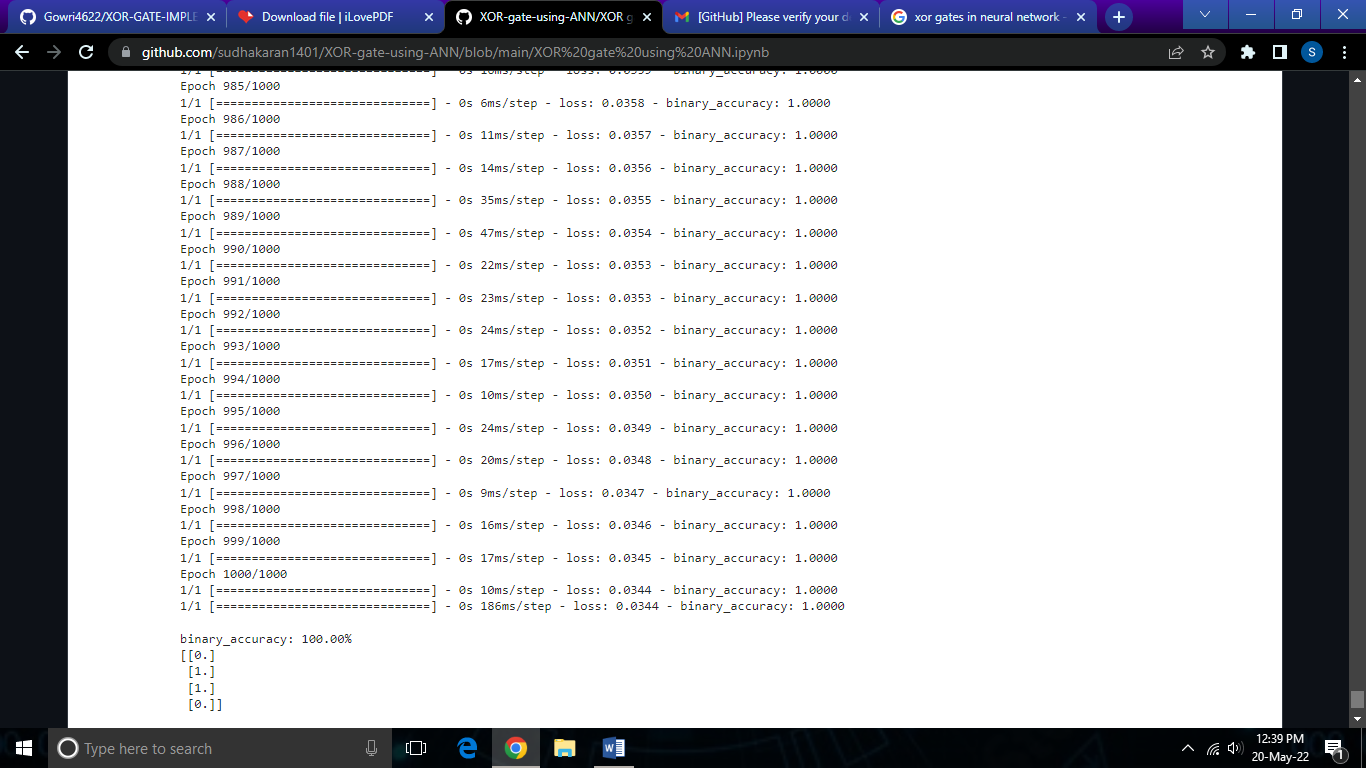 Gowri4622/XOR-GATE-IMPLE
Download file | iLovePDF
XOR-gate-using-ANN/XOR g
[GitHub] Please verify your d
xor gates in neural network -
github.com/sudhakaran1401/XOR-gate-using-ANN/blob/main/XOR%20gate%20using%20ANN.ipynb
S
Epoch 985/1000
1/1 [==============================] - 0s 6ms/step - loss: 0.0358 - binary_accuracy: 1.0000
Epoch 986/1000
1/1 [==============================] - 0s 11ms/step - loss: 0.0357 - binary_accuracy: 1.0000
Epoch 987/1000
1/1 [==============================] - 0s 14ms/step - loss: 0.0356 - binary_accuracy: 1.0000
Epoch 988/1000
1/1 [==============================] - 0s 35ms/step - loss: 0.0355 - binary_accuracy: 1.0000
Epoch 989/1000
1/1 [==============================] - 0s 47ms/step - loss: 0.0354 - binary_accuracy: 1.0000
Epoch 990/1000
1/1 [==============================] - 0s 22ms/step - loss: 0.0353 - binary_accuracy: 1.0000
Epoch 991/1000
1/1 [==============================] - 0s 23ms/step - loss: 0.0353 - binary_accuracy: 1.0000
Epoch 992/1000
1/1 [==============================] - 0s 24ms/step - loss: 0.0352 - binary_accuracy: 1.0000
Epoch 993/1000
1/1 [==============================] - 0s 17ms/step - loss: 0.0351 - binary_accuracy: 1.0000
Epoch 994/1000
1/1 [==============================] - 0s 10ms/step - loss: 0.0350 - binary_accuracy: 1.0000
Epoch 995/1000
1/1 [==============================] - 0s 24ms/step - loss: 0.0349 - binary_accuracy: 1.0000
Epoch 996/1000
1/1 [==============================] - 0s 20ms/step - loss: 0.0348 - binary_accuracy: 1.0000
Epoch 997/1000
1/1 [==============================] - 0s 9ms/step - loss: 0.0347 - binary_accuracy: 1.0000
Epoch 998/1000
1/1 [==============================] - 0s 16ms/step - loss: 0.0346 - binary_accuracy: 1.0000
Epoch 999/1000
1/1 [==============================] - 0s 17ms/step - loss: 0.0345 - binary_accuracy: 1.0000
Epoch 1000/1000
1/1 [==============================] - 0s 10ms/step - loss: 0.0344 - binary_accuracy: 1.0000
1/1 [==============================] - 0s 186ms/step - loss: 0.0344 - binary_accuracy: 1.0000
binary_accuracy: 100.00%
[[0.]
[1.]
[1.]
[0.]]
Type here to search
12:39 PM
20-May-22
1